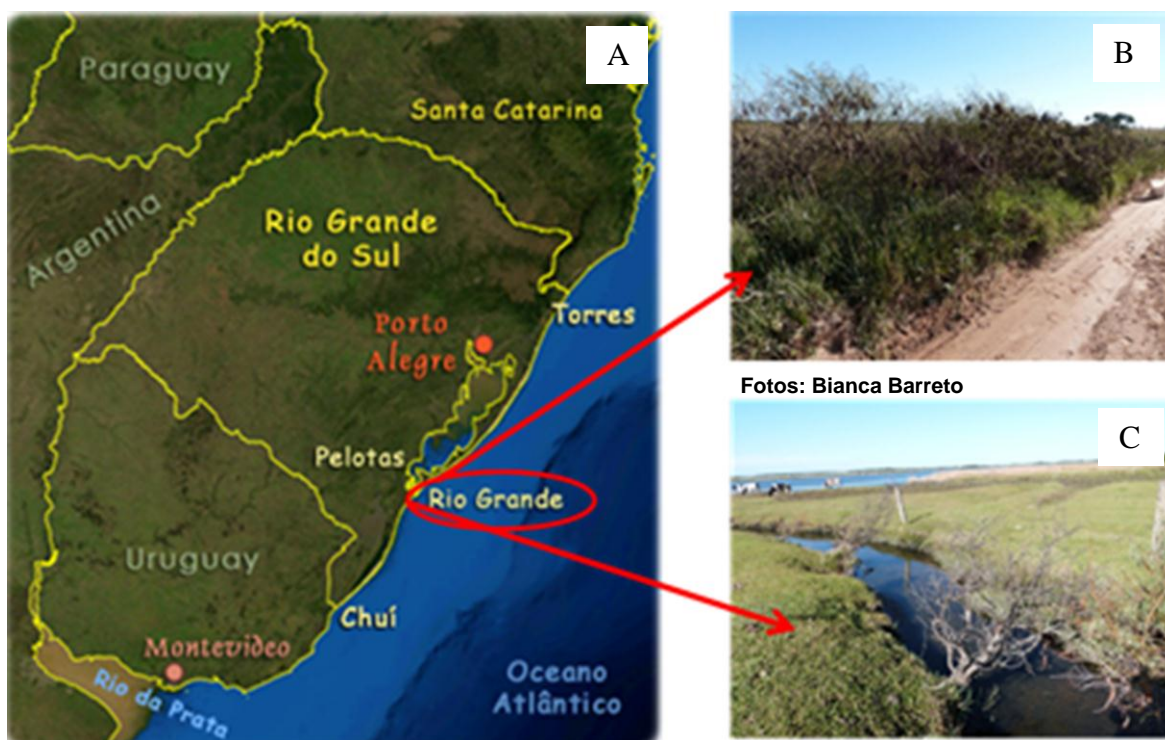 A
Paraguay
Santa Catarina
Argentina
Rio Grande
do Sul
Torres
Porto
Alegre
Pelotas
Rio Grande
Uruguay
Chuí
Montevideo
Rio da Prata
Oceano
Atlântico
B
Fotos: Bianca Barreto
C